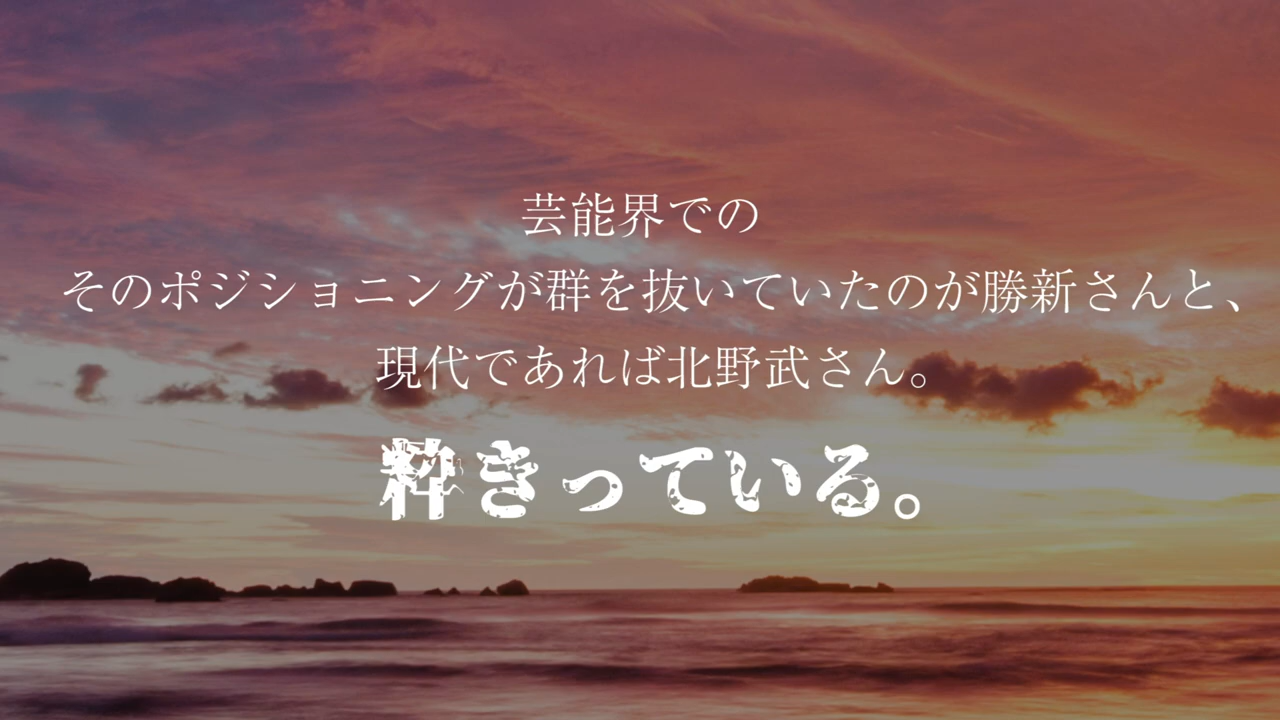 芸能界での
そのポジショニングが群を抜いていたのが勝新さんと、
現代であれば北野武さん。
粋きっている。